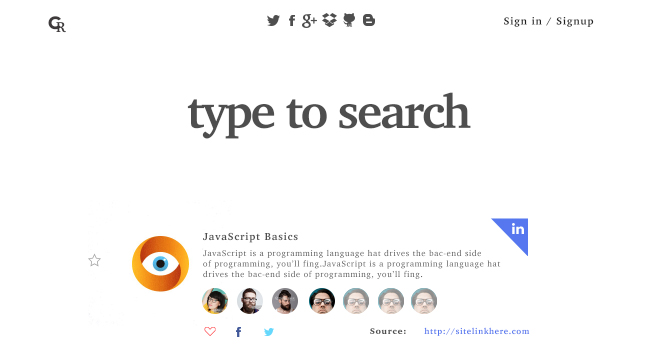 GR
g+
Sign in / Signup
type to search
in
JavaScript Basics
JavaScript is a programming language hat drives the bac-end side
of programming, you'll fing.JavaScript is a programming language hat
drives the bac-end side of programming, you'll fing.
f
Source: http://sitelinkhere.com